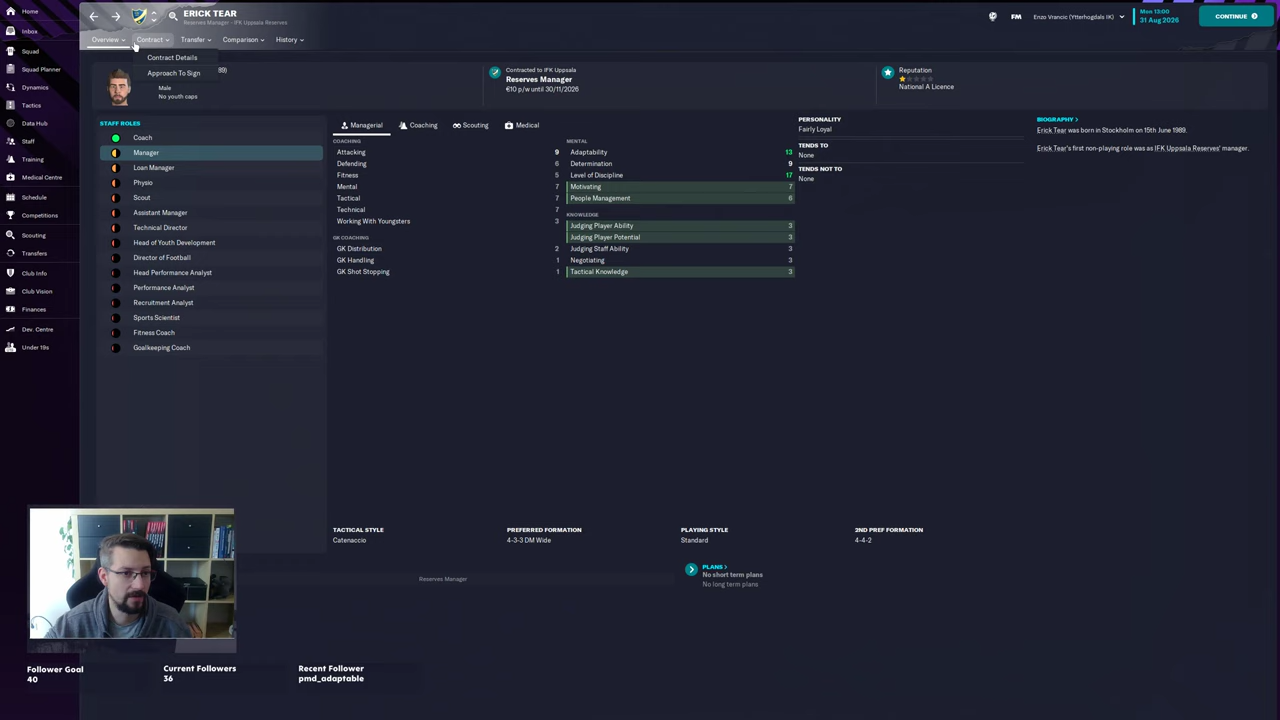 Home
Inbox
Squad
Squad Planner
Dynamics
Tactics
Data Hub
Staff
Training
Medical Centre
Schedule
Competitions
Scouting
Transfers
Club Info
Club Vision
Finances
Dev. Centre
Under 19s
ERICK TEAR
Reserves Manager - IFK Uppsala Reserves
FM
Enzo Vrancic (Ytterhogdals IK)
Mon 13:00
31 Aug 2026
CONTINUE
Overview
Contract
Transfer
Comparison
History
Contract Details
Approach To Sign
89)
Male
No youth caps
Contracted to IFK Uppsala
Reserves Manager
€10 p/w until 30/11/2026
Reputation
National A Licence
STAFF ROLES
Coach
Manager
Loan Manager
Physio
Scout
Assistant Manager
Technical Director
Head of Youth Development
Director of Football
Head Performance Analyst
Performance Analyst
Recruitment Analyst
Sports Scientist
Fitness Coach
Goalkeeping Coach
Managerial
Coaching
Scouting
Medical
COACHING
Attacking 9
Defending 6
Fitness 5
Mental 7
Tactical 7
Technical 7
Working With Youngsters 3
GK COACHING
GK Distribution 2
GK Handling 1
GK Shot Stopping 1
MENTAL
Adaptability 13
Determination 9
Level of Discipline 17
Motivating 7
People Management 6
KNOWLEDGE
Judging Player Ability 3
Judging Player Potential 3
Judging Staff Ability 3
Negotiating 3
Tactical Knowledge 3
PERSONALITY
Fairly Loyal
TENDS TO
None
TENDS NOT TO
None
BIOGRAPHY >
Erick Tear was born in Stockholm on 15th June 1989.
Erick Tear's first non-playing role was as IFK Uppsala Reserves' manager.
TACTICAL STYLE
Catenaccio
PREFERRED FORMATION
4-3-3 DM Wide
PLAYING STYLE
Standard
2ND PREF FORMATION
4-4-2
Reserves Manager
PLANS >
No short term plans
No long term plans
Follower Goal
40
Current Followers
36
Recent Follower
pmd_adaptable